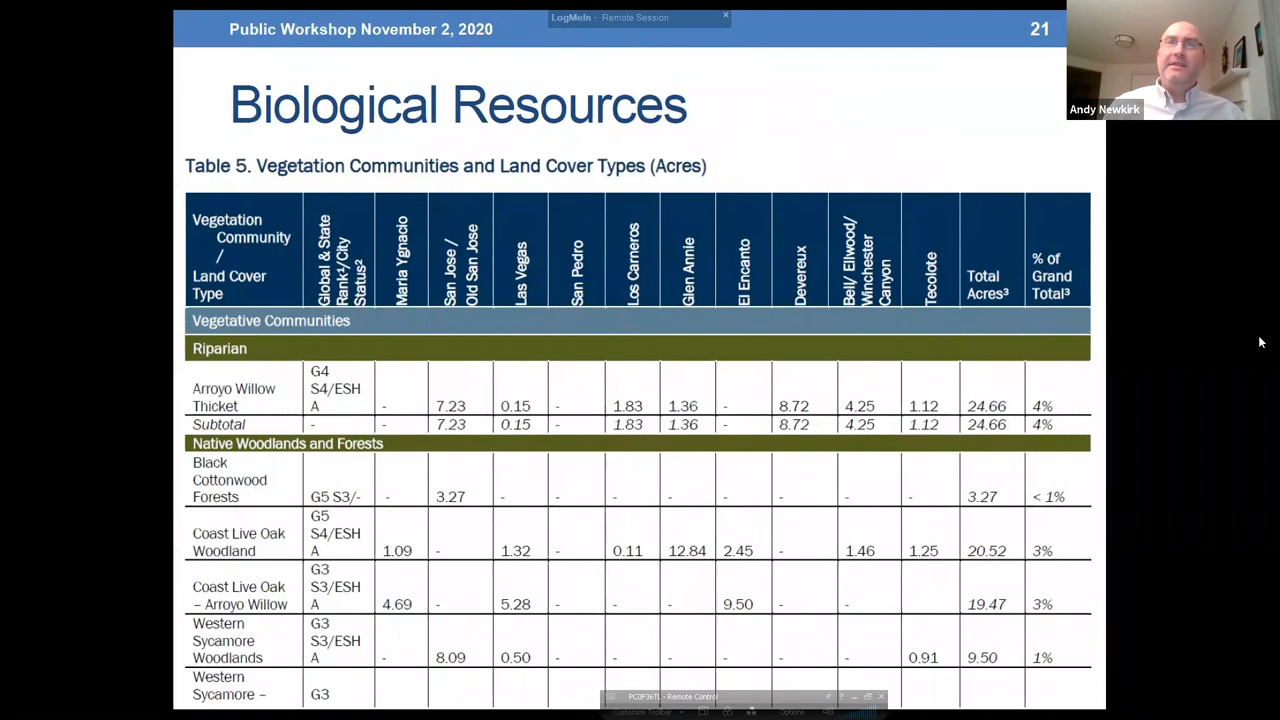 LogMeIn - Remote Session
Public Workshop November 2, 2020 21
Andy Newkirk
Biological Resources
Table 5. Vegetation Communities and Land Cover Types (Acres)
Vegetation
Community
/
Land Cover
Type
Global & State
Rank¹/City
Status²
Maria Ygnacio
San Jose /
Old San Jose
Las Vegas
San Pedro
Los Carneros
Glen Annie
El Encanto
Devereux
Bell/ Ellwood/
Winchester
Canyon
Tecolote
Total
Acres³
% of
Grand
Total³
Vegetative Communities
Riparian
G4
Arroyo Willow S4/ESH
Thicket A - 7.23 0.15 - 1.83 1.36 - 8.72 4.25 1.12 24.66 4%
Subtotal - - 7.23 0.15 - 1.83 1.36 - 8.72 4.25 1.12 24.66 4%
Native Woodlands and Forests
Black
Cottonwood
Forests G5 S3/- - 3.27 - - - - - - - - 3.27 < 1%
G5
Coast Live Oak S4/ESH
Woodland A 1.09 - 1.32 - 0.11 12.84 2.45 - 1.46 1.25 20.52 3%
G3
Coast Live Oak S3/ESH
– Arroyo Willow A 4.69 - 5.28 - - - 9.50 - - 19.47 3%
Western G3
Sycamore S3/ESH
Woodlands A - 8.09 0.50 - - - - - - 0.91 9.50 1%
Western
Sycamore – G3
PC0F36TL - Remote Control
Customize Toolbar Options